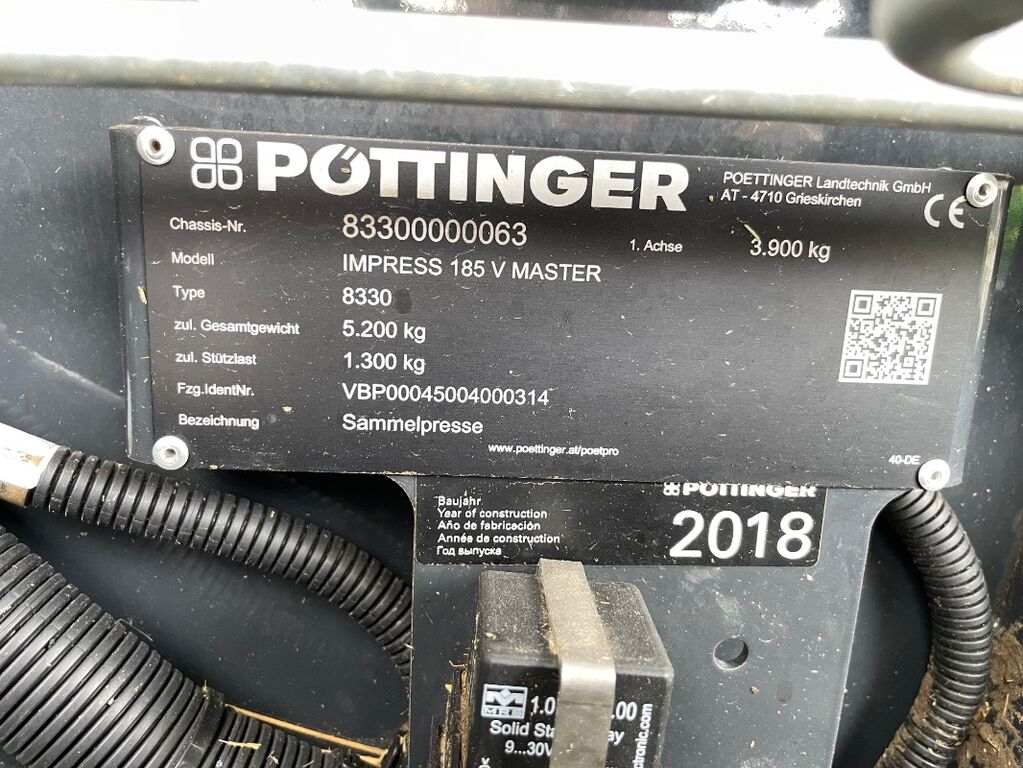 PÖTTINGER
POETTINGER Landtechnik GmbH
AT - 4710 Grieskirchen
CE
Chassis-Nr. 83300000063 1. Achse 3.900 kg
Modell IMPRESS 185 V MASTER
Type 8330
zul. Gesamtgewicht 5.200 kg
zul. Stützlast 1.300 kg
Fzg.IdentNr. VBP00045004000314
Bezeichnung Sammelpresse
www.poettinger.at/poetpro
40-DE
PÖTTINGER
Baujahr
Year of construction
Año de fabricación
Année de construction
Год выпуска
2018
MRS
Solid
9...30V